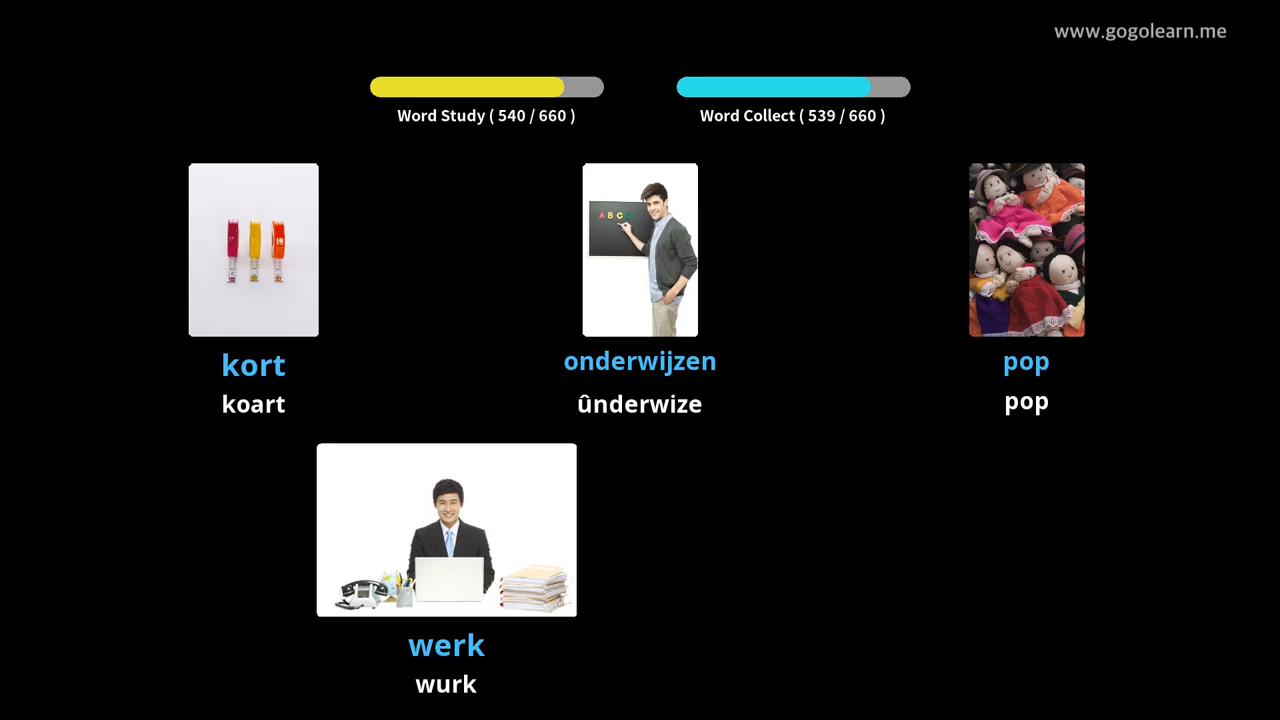 www.gogolearn.me
Word Study ( 540 / 660 )
Word Collect ( 539 / 660 )
A B C
kort
koart
onderwijzen
ûnderwize
pop
pop
werk
wurk